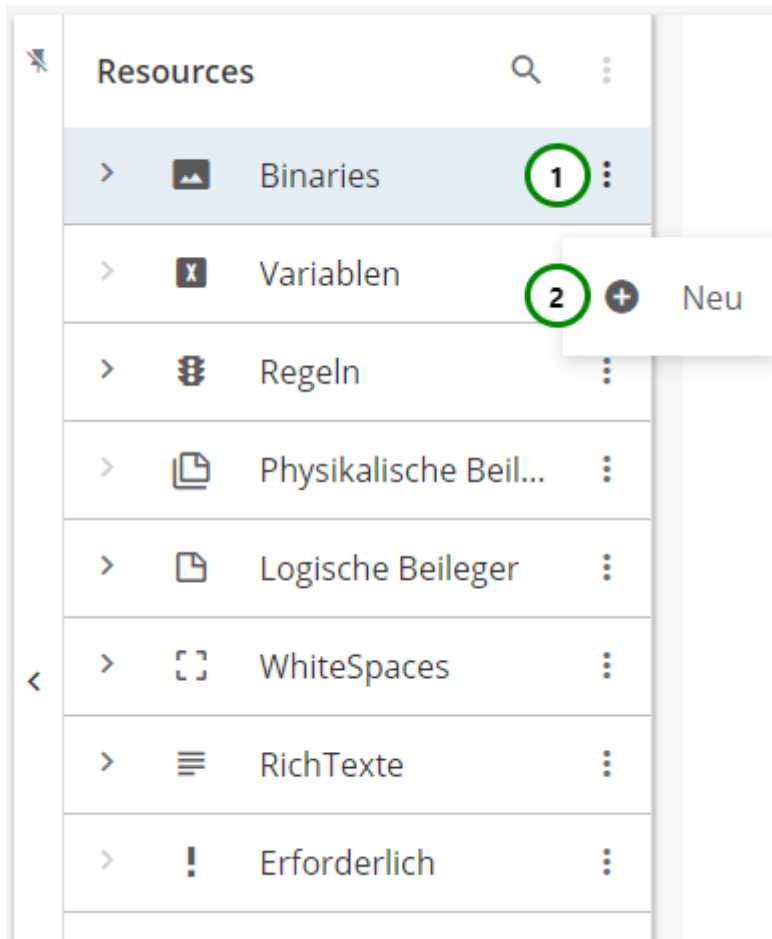 Resources
Binaries 1
Variablen
2 Neu
Regeln
Physikalische Beil...
Logische Beileger
WhiteSpaces
RichTexte
Erforderlich